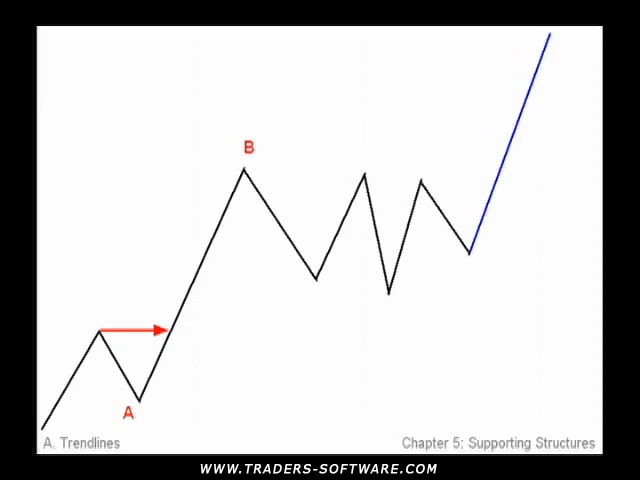 B
A
A. Trendlines
Chapter 5: Supporting Structures
WWW.TRADERS-SOFTWARE.COM